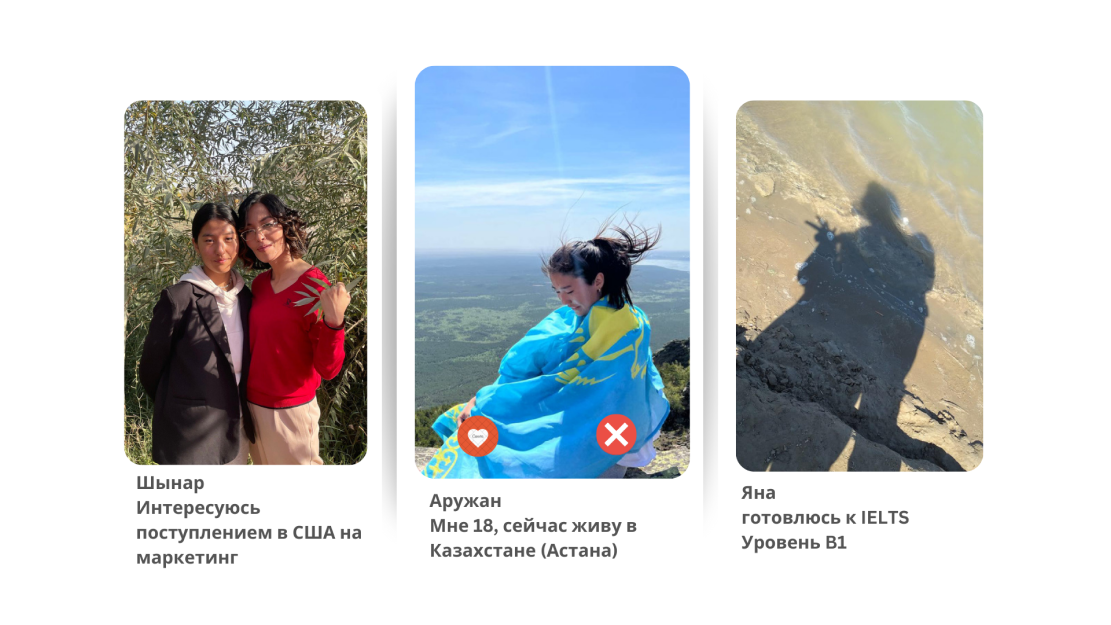 Шынар
Интересуюсь
поступлением в США на
маркетинг
Аружан
Мне 18, сейчас живу в
Казахстане (Астана)
Яна
готовлюсь к IELTS
Уровень B1